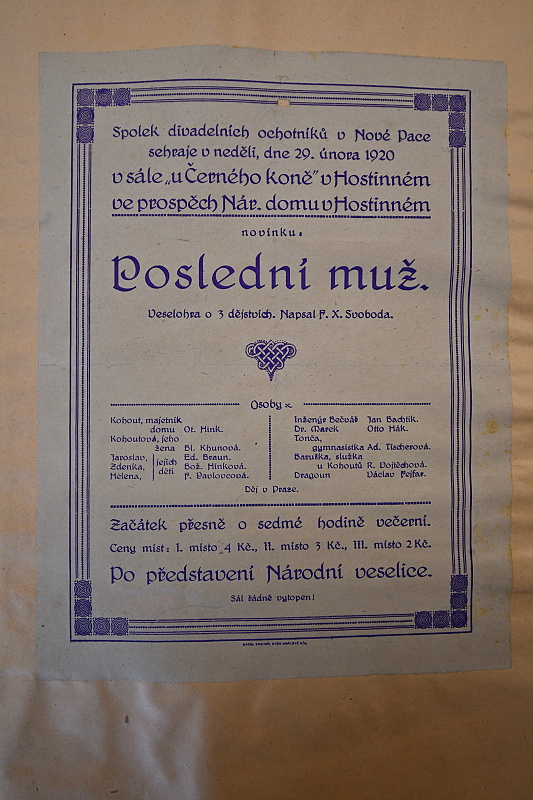 Spolek divadelních ochotníků v Nové Pace
sehraje v neděli, dne 29. února 1920
v sále „u Černého koně" v Hostinném
ve prospěch Nár. domu v Hostinném
novinku:
Poslední muž.
Veselohra o 3 dějstvích. Napsal F. X. Svoboda.
Osoby:
Kohout, majetník
domu Ot. Hink.
Kohoutová, jeho
žena Bl. Khunová.
Jaroslav, Ed. Braun.
Zdenka, jejich děti Bož. Hinková.
Helena, F. Pavlovcová.
Inženýr Bečvář Jan Bachtík.
Dr. Marek Otto Hák.
Tonča,
gymnasistka Ad. Tischerová.
Baruška, služka
u Kohoutů R. Vojtěchová.
Dragoun Václav Fejfar.
Děj v Praze.
Začátek přesně o sedmé hodině večerní.
Ceny míst: I. místo 4 Kč., II. místo 3 Kč., III. místo 2 Kč.
Po představení Národní veselice.
Sál řádně vytopen!